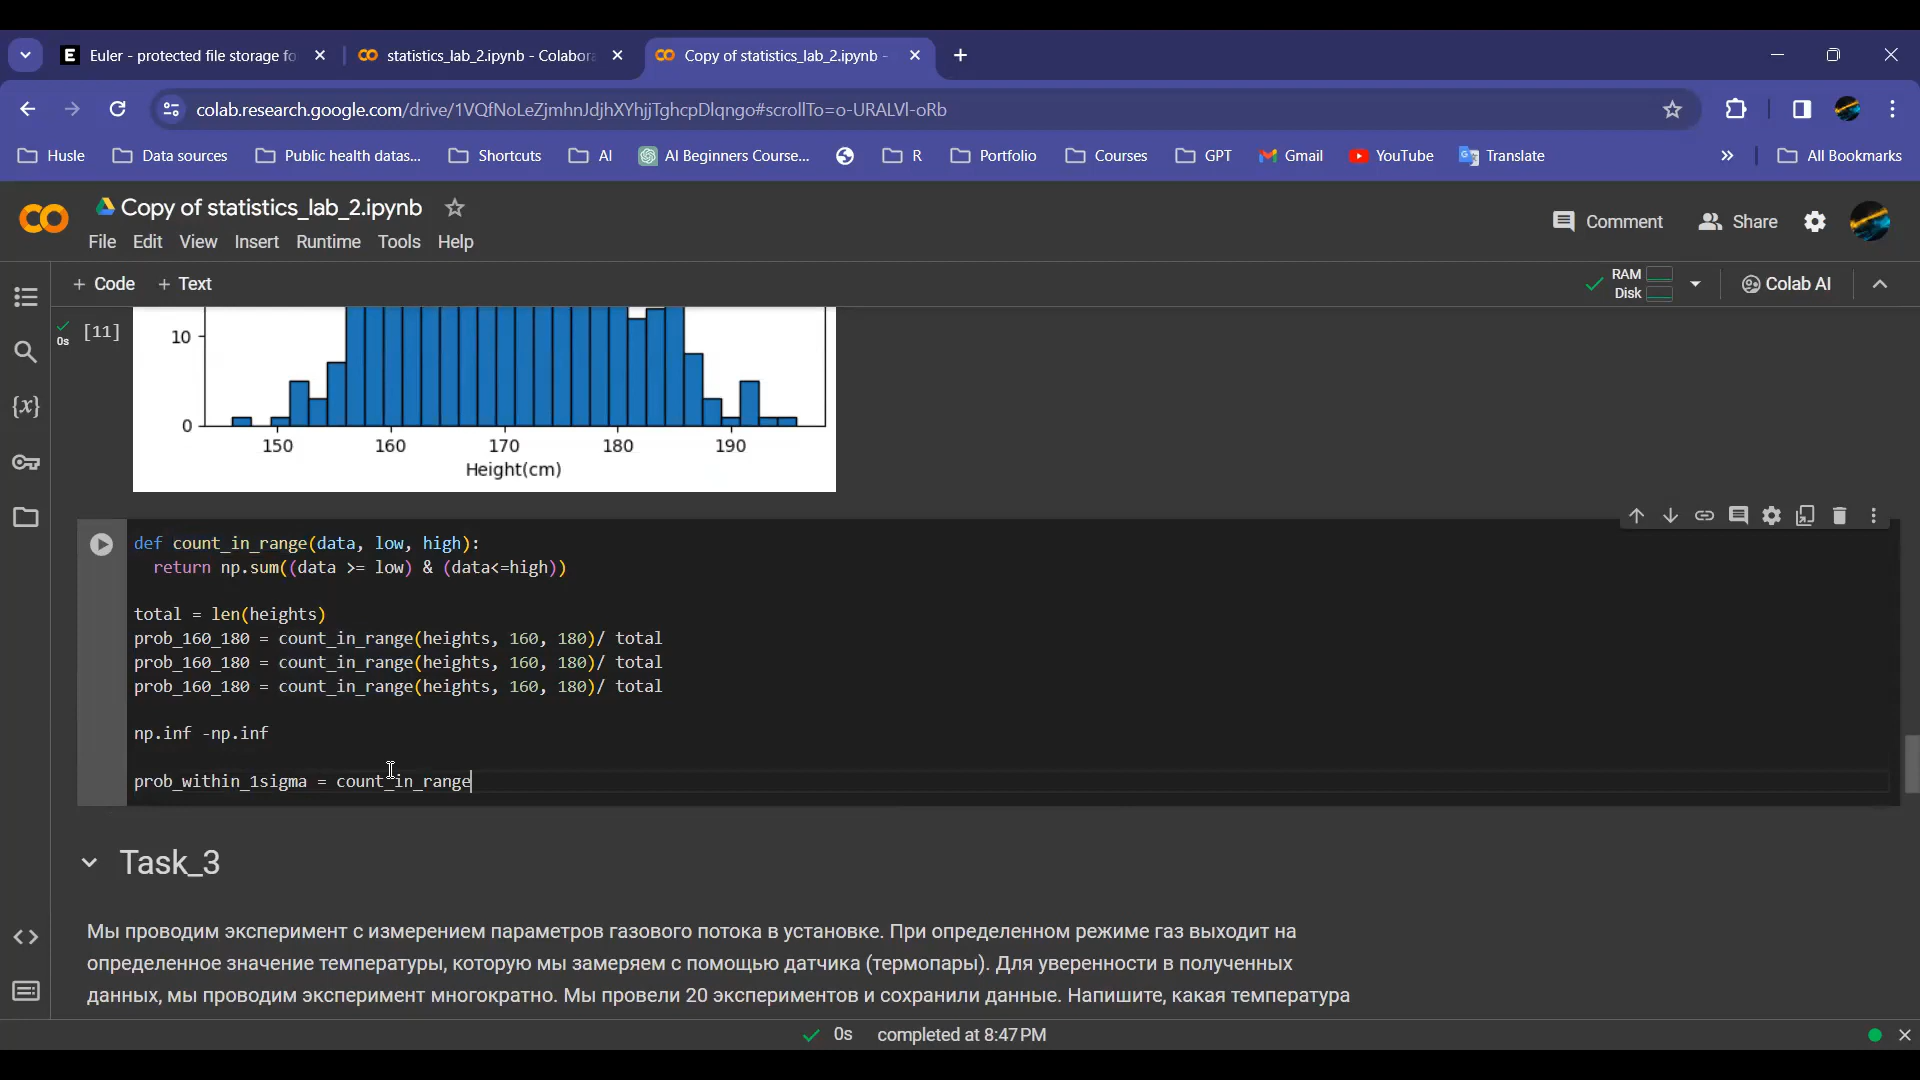 Euler - protected file storage fo
statistics_lab_2.ipynb - Colabora
Copy of statistics_lab_2.ipynb -
colab.research.google.com/drive/1VQfNoLeZjmhnJdjhXYhjjTghcpDlqngo#scrollTo=o-URALVl-oRb
Husle
Data sources
Public health datas...
Shortcuts
AI
AI Beginners Course...
R
Portfolio
Courses
GPT
Gmail
YouTube
Translate
All Bookmarks
Copy of statistics_lab_2.ipynb
Comment
Share
File Edit View Insert Runtime Tools Help
+ Code + Text
RAM
Disk
Colab AI
[11]
0s
10
0
150 160 170 180 190
Height(cm)
def count_in_range(data, low, high):
return np.sum((data >= low) & (data<=high))
total = len(heights)
prob_160_180 = count_in_range(heights, 160, 180)/ total
prob_160_180 = count_in_range(heights, 160, 180)/ total
prob_160_180 = count_in_range(heights, 160, 180)/ total
np.inf -np.inf
prob_within_1sigma = count_in_range
Task_3
Мы проводим эксперимент с измерением параметров газового потока в установке. При определенном режиме газ выходит на
определенное значение температуры, которую мы замеряем с помощью датчика (термопары). Для уверенности в полученных
данных, мы проводим эксперимент многократно. Мы провели 20 экспериментов и сохранили данные. Напишите, какая температура
0s completed at 8:47 PM